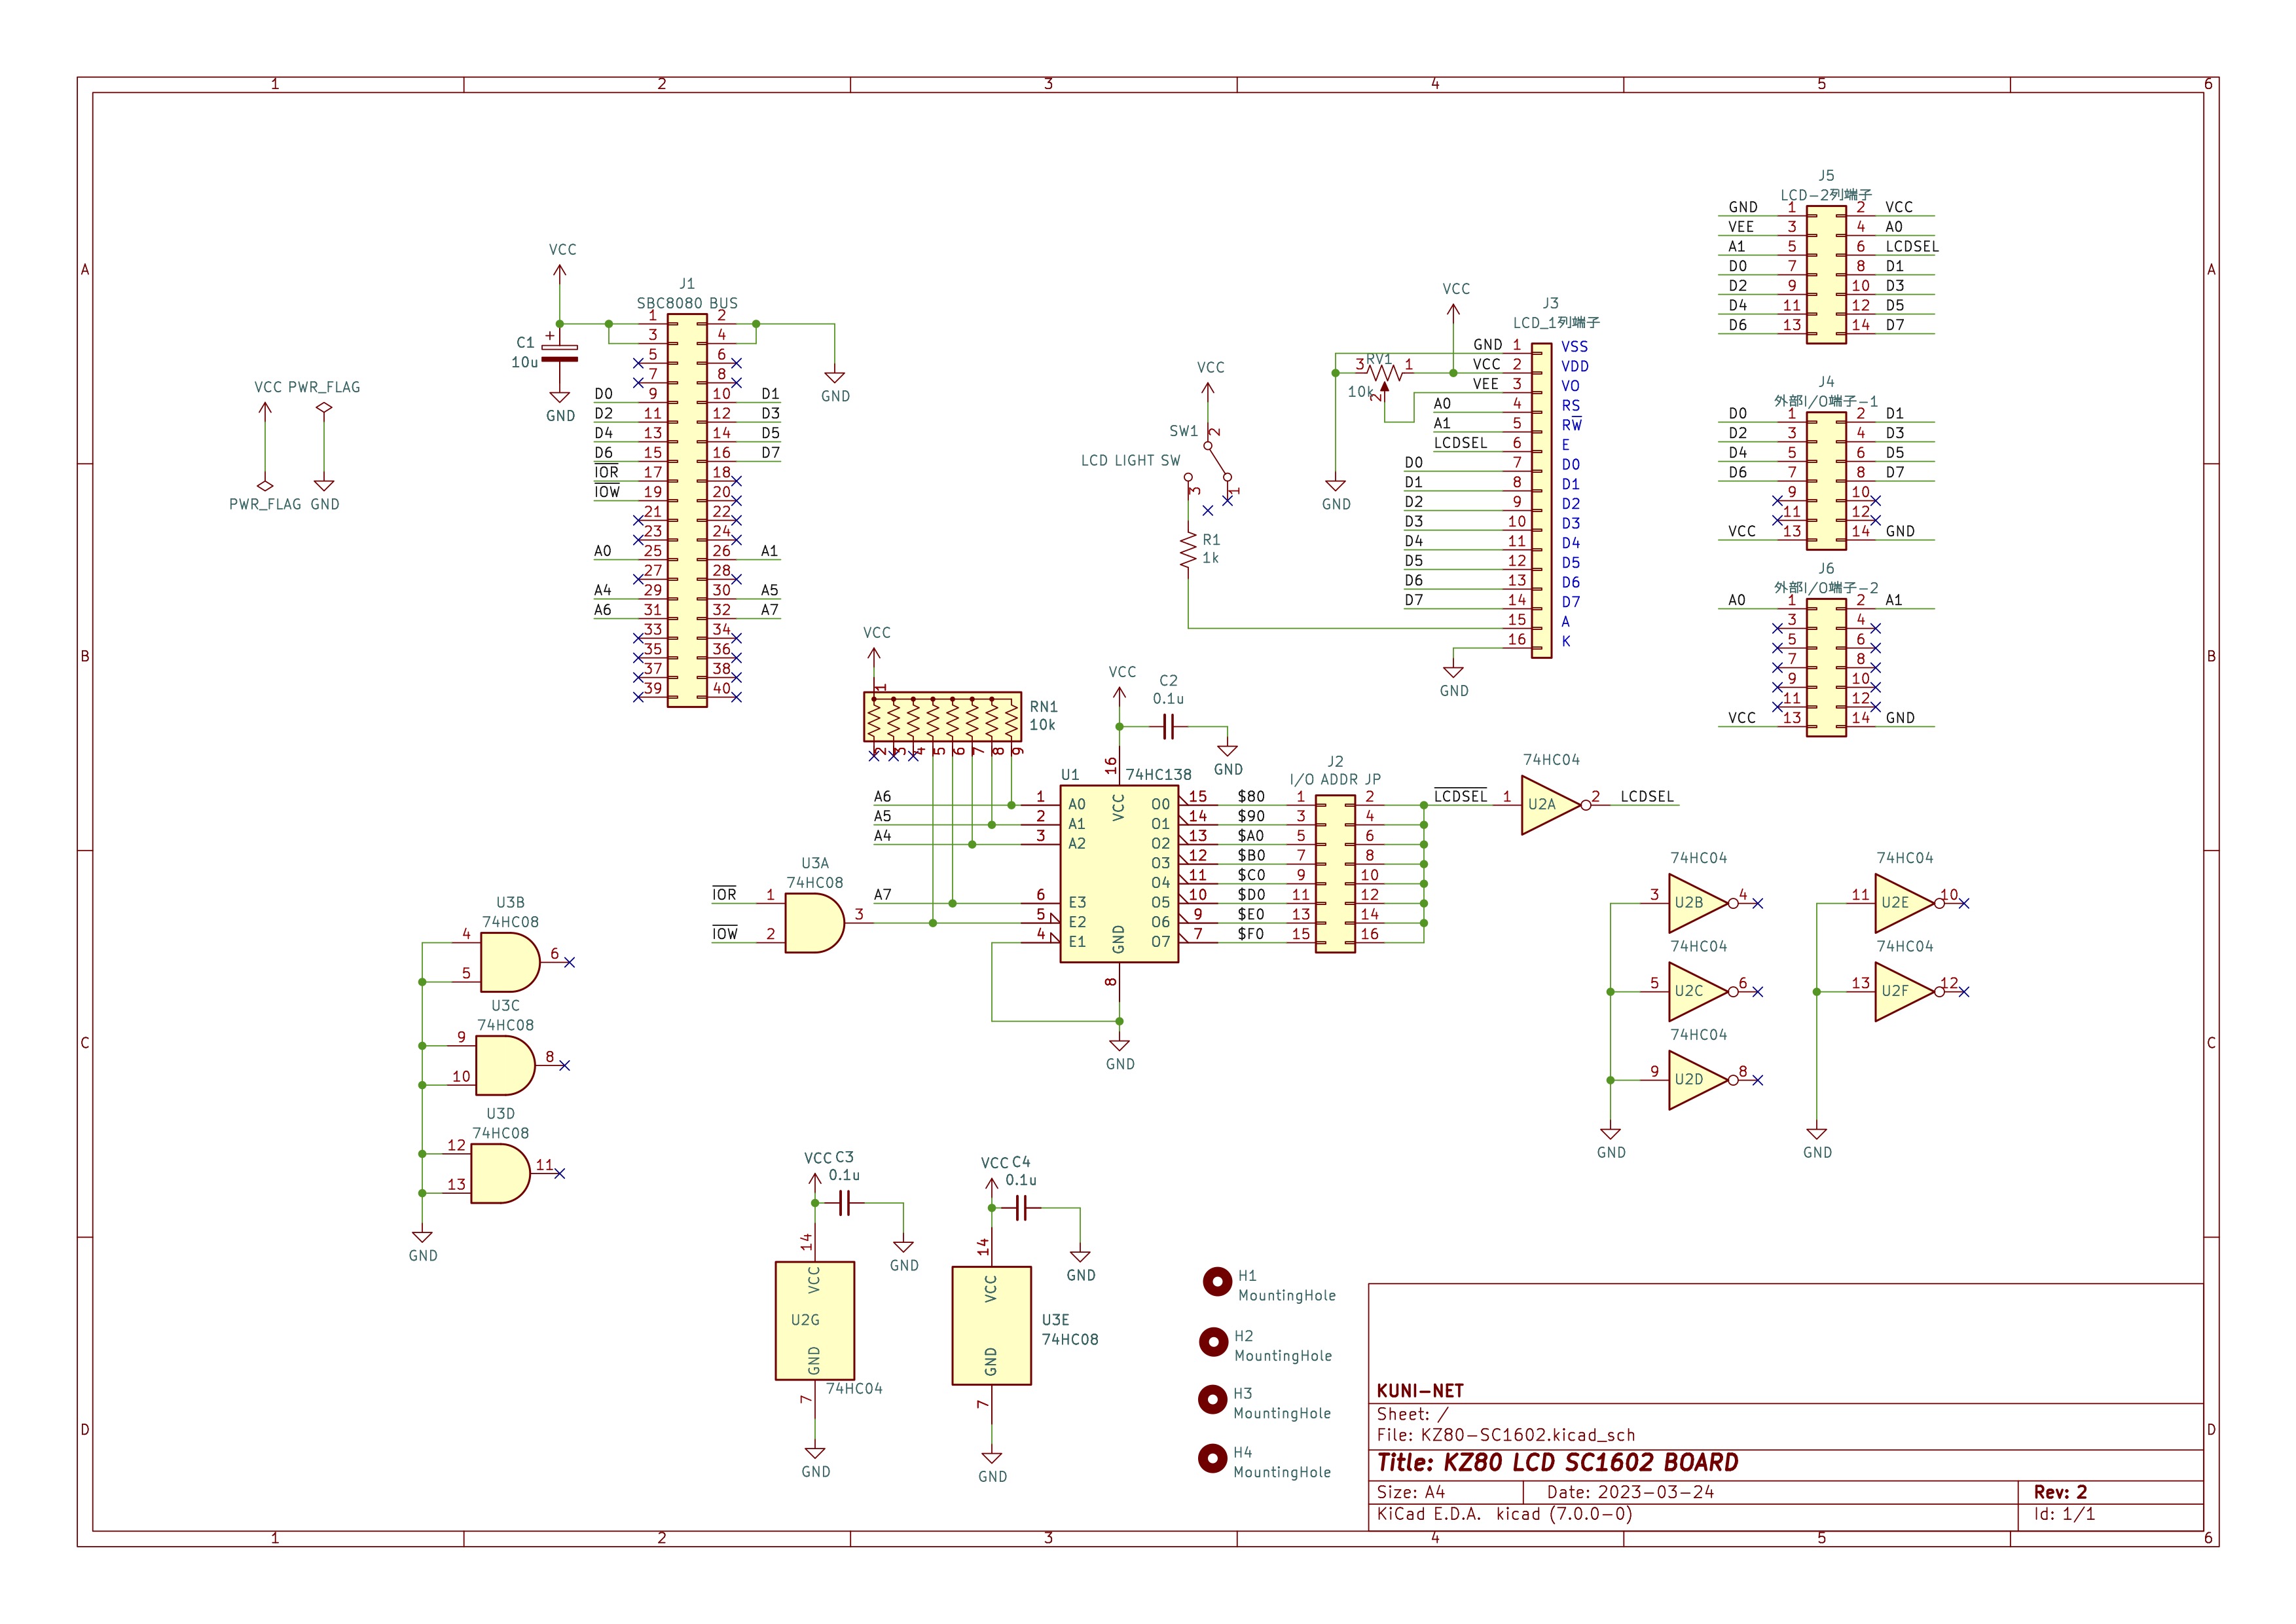 1 2 3 4 5 6
A B C D
A B C D
1 2 3 4 5 6
VCC PWR_FLAG
PWR_FLAG GND
VCC
C1
10u
GND
J1
SBC8080 BUS
1 2
3 4
5 6
7 8
D0 9 10 D1
D2 11 12 D3
D4 13 14 D5
D6 15 16 D7
IOR 17 18
IOW 19 20
21 22
23 24
A0 25 26 A1
27 28
A4 29 30 A5
A6 31 32 A7
33 34
35 36
37 38
39 40
GND
VCC
SW1
LCD LIGHT SW
2
3 1
R1
1k
VCC
RV1
10k
3 1
2
GND
J3
LCD_1列端子
GND 1 VSS
VCC 2 VDD
VEE 3 VO
A0 4 RS
A1 5 RW
LCDSEL 6 E
D0 7 D0
D1 8 D1
D2 9 D2
D3 10 D3
D4 11 D4
D5 12 D5
D6 13 D6
D7 14 D7
15 A
16 K
GND
J5
LCD-2列端子
GND 1 2 VCC
VEE 3 4 A0
A1 5 6 LCDSEL
D0 7 8 D1
D2 9 10 D3
D4 11 12 D5
D6 13 14 D7
J4
外部I/O端子-1
D0 1 2 D1
D2 3 4 D3
D4 5 6 D5
D6 7 8 D7
9 10
11 12
VCC 13 14 GND
J6
外部I/O端子-2
A0 1 2 A1
3 4
5 6
7 8
9 10
11 12
VCC 13 14 GND
VCC
1
RN1
10k
2 3 4 5 6 7 8 9
VCC
C2
0.1u
GND
U1 74HC138
16
VCC
A6 1 A0 O0 15 $80
A5 2 A1 O1 14 $90
A4 3 A2 O2 13 $A0
O3 12 $B0
O4 11 $C0
A7 6 E3 O5 10 $D0
5 E2 O6 9 $E0
4 E1 O7 7 $F0
GND
8
GND
J2
I/O ADDR JP
1 2
3 4
5 6
7 8
9 10
11 12
13 14
15 16
LCDSEL 1 U2A 2 LCDSEL
74HC04
U3A
74HC08
IOR 1
3
IOW 2
U3B
74HC08
4
5
6
U3C
74HC08
9
10
8
U3D
74HC08
12
13
11
GND
74HC04
3 U2B 4
74HC04
5 U2C 6
74HC04
9 U2D 8
GND
74HC04
11 U2E 10
74HC04
13 U2F 12
GND
VCC C3
0.1u
GND
14
VCC
U2G
GND
74HC04
7
GND
VCC C4
0.1u
GND
14
VCC
U3E
74HC08
GND
7
GND
H1
MountingHole
H2
MountingHole
H3
MountingHole
H4
MountingHole
KUNI-NET
Sheet: /
File: KZ80-SC1602.kicad_sch
Title: KZ80 LCD SC1602 BOARD
Size: A4 Date: 2023-03-24 Rev: 2
KiCad E.D.A. kicad (7.0.0-0) Id: 1/1